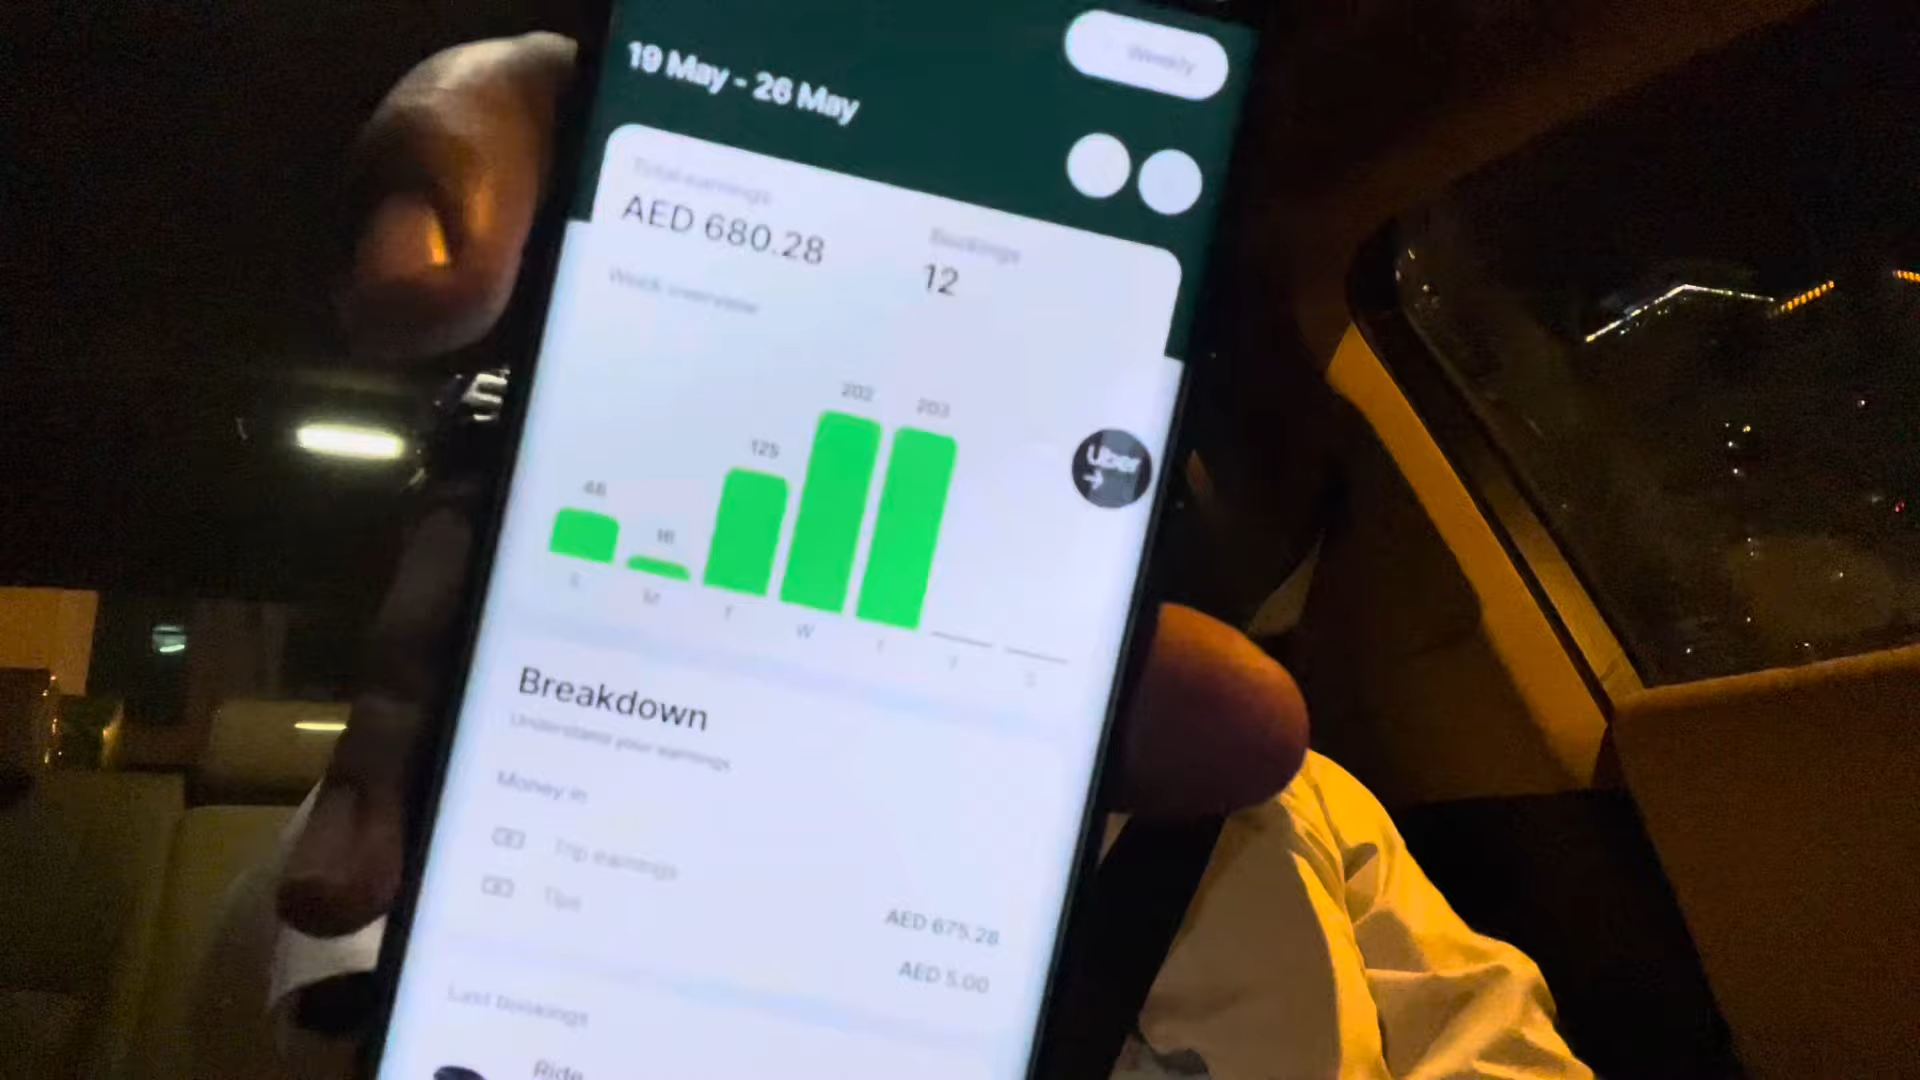 Weekly
19 May - 26 May
Total earnings
AED 680.28
Bookings
12
Week overview
202
203
125
16
M
T
W
T
Uber
Breakdown
Understand your earnings
Money in
Trip earnings
AED 675.28
Tips
AED 5.00
Last bookings
Ride